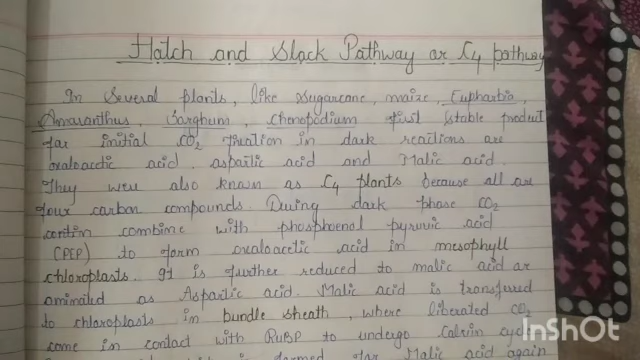 Hatch and Slack Pathway or C4 pathway
In several plants, like sugarcane, maize, Eupharbia,
Amaranthus, Sorghum, Chenopodium first stable product
for initial CO2 fixation in dark reactions are
oxaloacetic acid, aspartic acid and Malic acid.
They were also known as C4 plants because all are
four carbon compounds. During dark phase CO2
combine with phosphoenol pyruvic acid
(PEP) to form oxaloacetic acid in mesophyll
chloroplasts. It is further reduced to malic acid or
aminated as Aspartic acid. Malic acid is transferred
to chloroplasts in bundle sheath, where liberated CO2
come in contact with RuBP to undergo Calvin cycle
is formed for Malic acid again
InShOt